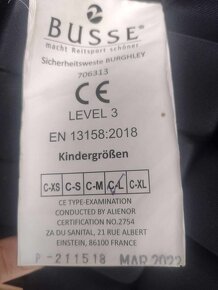 BUSSE
macht Reitsport schöner
Sicherheitsweste BURGHLEY
706313
CE
LEVEL 3
EN 13158:2018
Kindergrößen
C-XS C-S C-M C-L C-XL
CE TYPE-EXAMINATION
CONDUCTED BY ALIENOR
CERTIFICATION NO.2754
ZA DU SANITAL, 21 RUE ALBERT
EINSTEIN, 86100 FRANCE
P-211518 MAR 2022